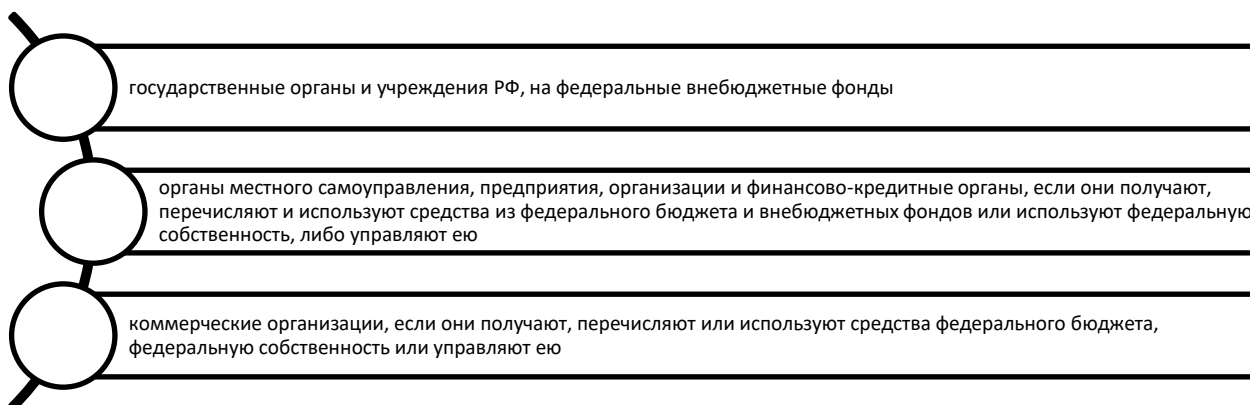 государственные органы и учреждения РФ, на федеральные внебюджетные фонды
органы местного самоуправления, предприятия, организации и финансово-кредитные органы, если они получают,
перечисляют и используют средства из федерального бюджета и внебюджетных фондов или используют федеральную
собственность, либо управляют ею
коммерческие организации, если они получают, перечисляют или используют средства федерального бюджета,
федеральную собственность или управляют ею